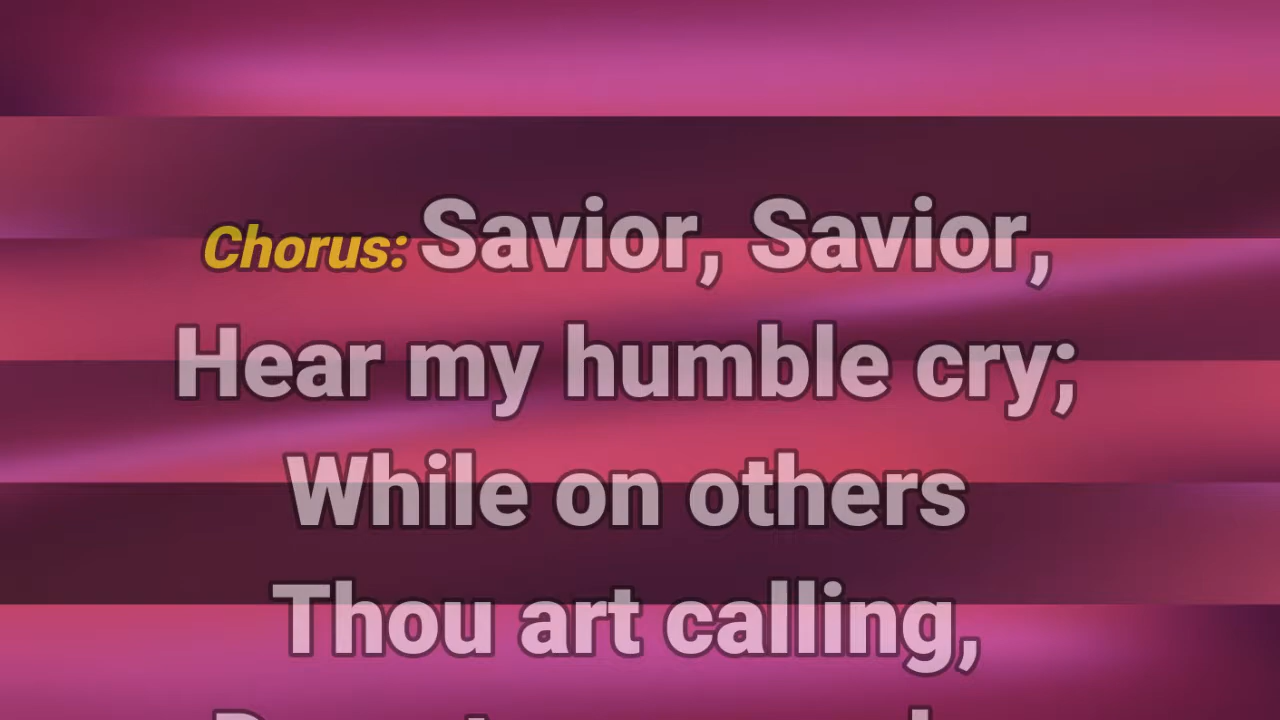 Chorus: Savior, Savior,
Hear my humble cry;
While on others
Thou art calling,